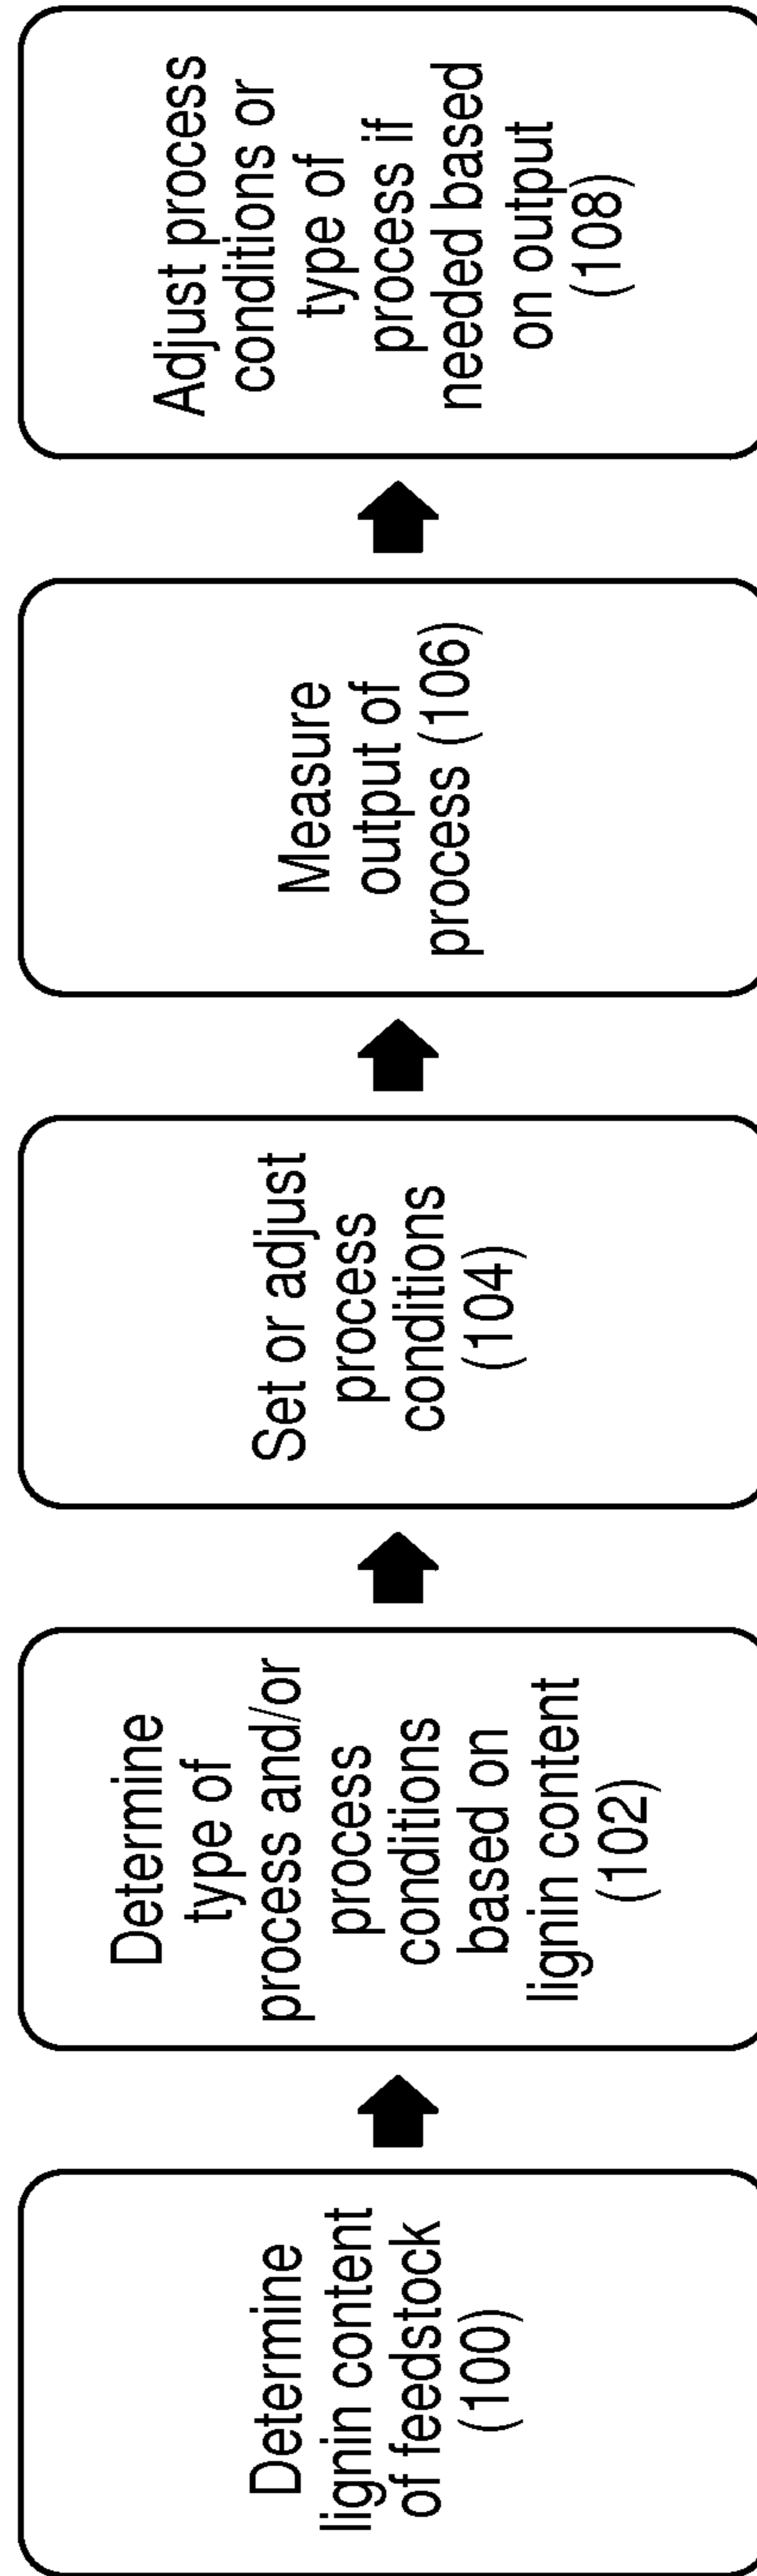 Determine
lignin content
of feedstock
(100)
Determine
type of
process and/or
process
conditions
based on
lignin content
(102)
Set or adjust
process
conditions
(104)
Measure
output of
process (106)
Adjust process
conditions or
type of
process if
needed based
on output
(108)